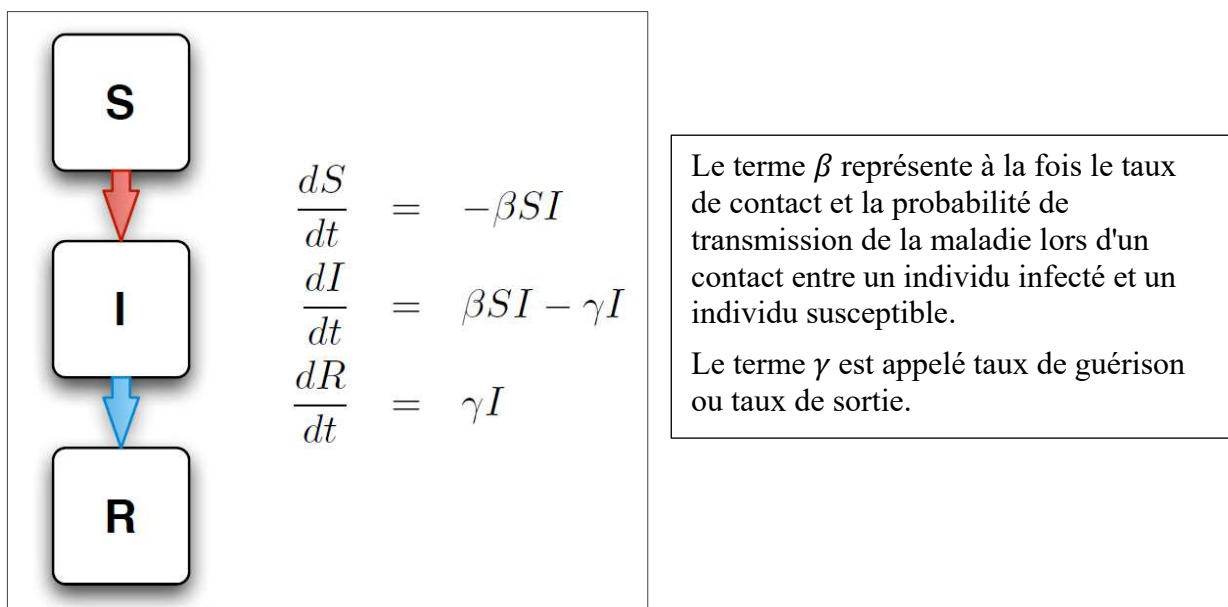 S
I
R
dS/dt = −βSI
dI/dt = βSI − γI
dR/dt = γI
Le terme β représente à la fois le taux
de contact et la probabilité de
transmission de la maladie lors d'un
contact entre un individu infecté et un
individu susceptible.
Le terme γ est appelé taux de guérison
ou taux de sortie.